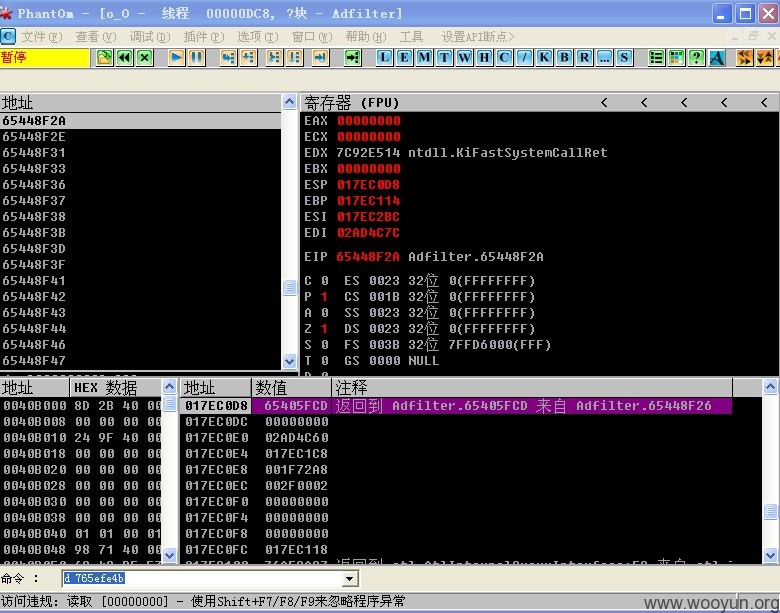 PhantOm - [o_O - 线程 00000DC8, ?块 - Adfilter]
文件(F) 查看(V) 调试(D) 插件(P) 选项(T) 窗口(W) 帮助(H) 工具 设置API断点>
暂停 L E M T W H C / K B R ... S ?
地址
65448F2A
65448F2E
65448F31
65448F33
65448F36
65448F37
65448F38
65448F3B
65448F3D
65448F3F
65448F41
65448F42
65448F43
65448F44
65448F46
65448F47
寄存器 (FPU) < < < < <
EAX 00000000
ECX 00000000
EDX 7C92E514 ntdll.KiFastSystemCallRet
EBX 00000000
ESP 017EC0D8
EBP 017EC114
ESI 017EC2BC
EDI 02AD4C7C
EIP 65448F2A Adfilter.65448F2A
C 0 ES 0023 32位 0(FFFFFFFF)
P 1 CS 001B 32位 0(FFFFFFFF)
A 0 SS 0023 32位 0(FFFFFFFF)
Z 1 DS 0023 32位 0(FFFFFFFF)
S 0 FS 003B 32位 7FFD6000(FFF)
T 0 GS 0000 NULL
地址 HEX 数据
0040B000 8D 2B 40 00
0040B008 00 00 00 00
0040B010 24 9F 40 00
0040B018 00 00 00 00
0040B020 00 00 00 00
0040B028 00 00 00 00
0040B030 00 00 00 00
0040B038 00 00 00 00
0040B040 01 01 00 01
0040B048 98 71 40 00
地址 数值 注释
017EC0D8 65405FCD 返回到 Adfilter.65405FCD 来自 Adfilter.65448F26
017EC0DC 00000000
017EC0E0 02AD4C60
017EC0E4 017EC1C8
017EC0E8 001F72A8
017EC0EC 002F0002
017EC0F0 00000000
017EC0F4 00000000
017EC0F8 00000000
017EC0FC 017EC118
命令 : d 765efe4b
访问违规: 读取 [00000000] - 使用Shift+F7/F8/F9来忽略程序异常
www.wooyun.org